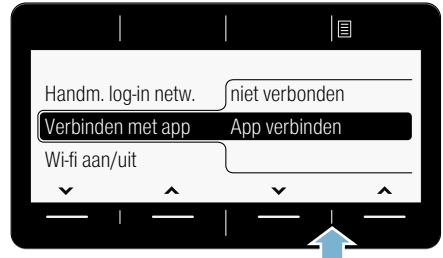 Handm. log-in netw. niet verbonden
Verbinden met app App verbinden
Wi-fi aan/uit